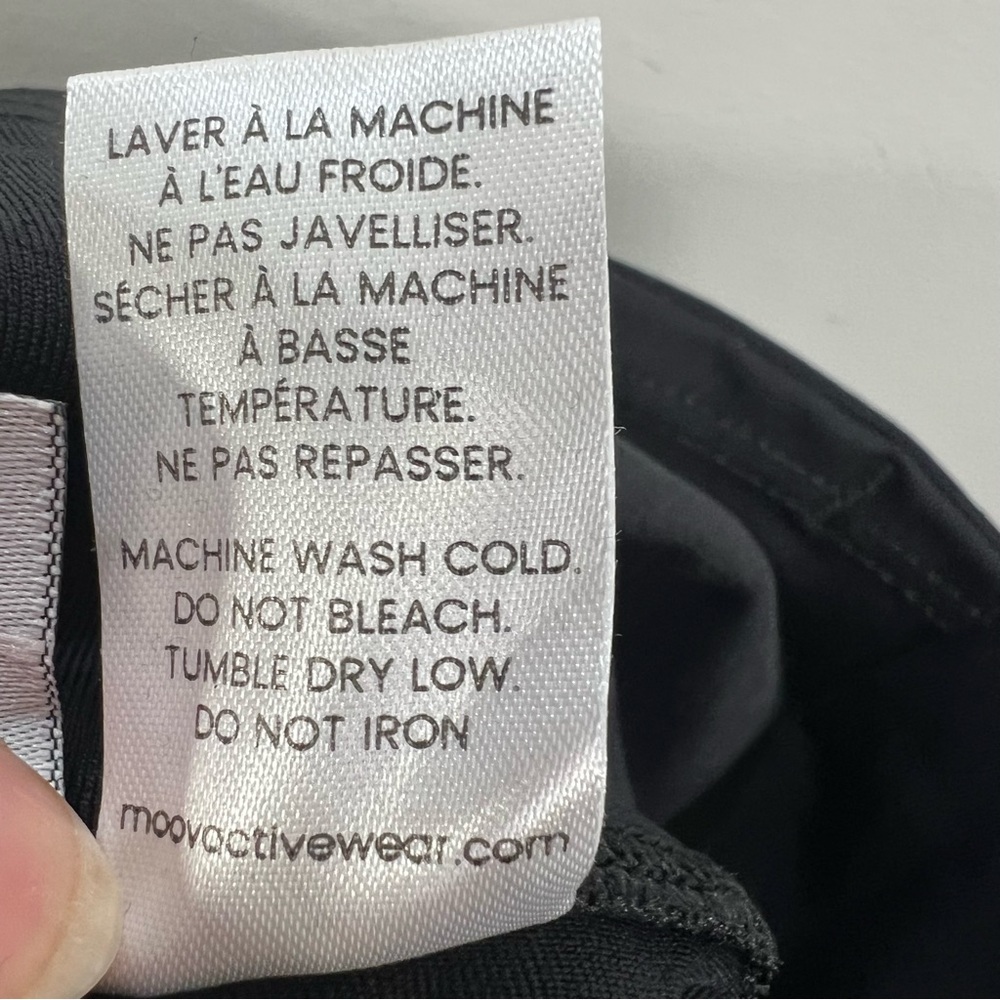 LAVER À LA MACHINE
À L'EAU FROIDE.
NE PAS JAVELLISER.
SÉCHER À LA MACHINE
À BASSE
TEMPÉRATURE.
NE PAS REPASSER.
MACHINE WASH COLD.
DO NOT BLEACH.
TUMBLE DRY LOW.
DO NOT IRON
moovactivewear.com